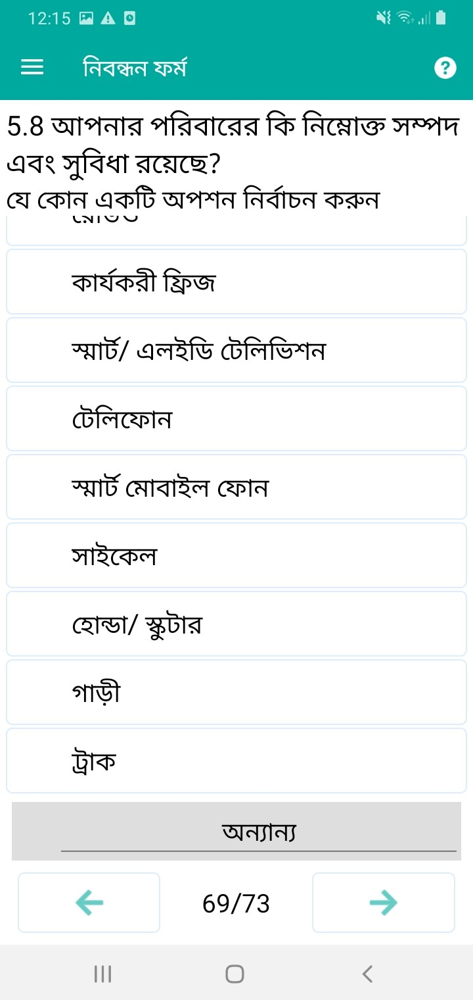 12:15
নিবন্ধন ফর্ম
5.8 আপনার পরিবারের কি নিম্নোক্ত সম্পদ
এবং সুবিধা রয়েছে?
যে কোন একটি অপশন নির্বাচন করুন
কার্যকরী ফ্রিজ
স্মার্ট/ এলইডি টেলিভিশন
টেলিফোন
স্মার্ট মোবাইল ফোন
সাইকেল
হোন্ডা/ স্কুটার
গাড়ী
ট্রাক
অন্যান্য
69/73